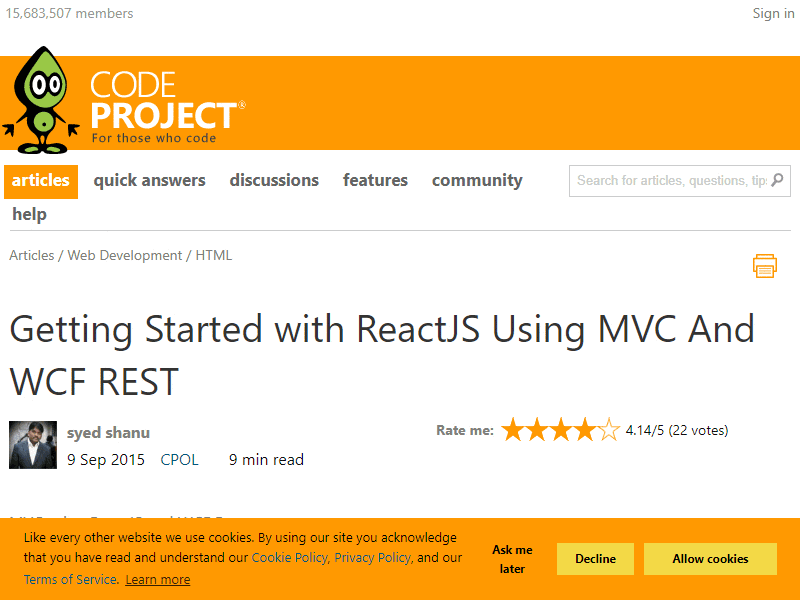 15,683,507 members
Sign in
CODE
PROJECT®
For those who code
articles quick answers discussions features community
Search for articles, questions, tips
help
Articles / Web Development / HTML
Getting Started with ReactJS Using MVC And
WCF REST
syed shanu
Rate me: 4.14/5 (22 votes)
9 Sep 2015 CPOL 9 min read
Like every other website we use cookies. By using our site you acknowledge
that you have read and understand our Cookie Policy, Privacy Policy, and our
Terms of Service. Learn more
Ask me
later
Decline
Allow cookies